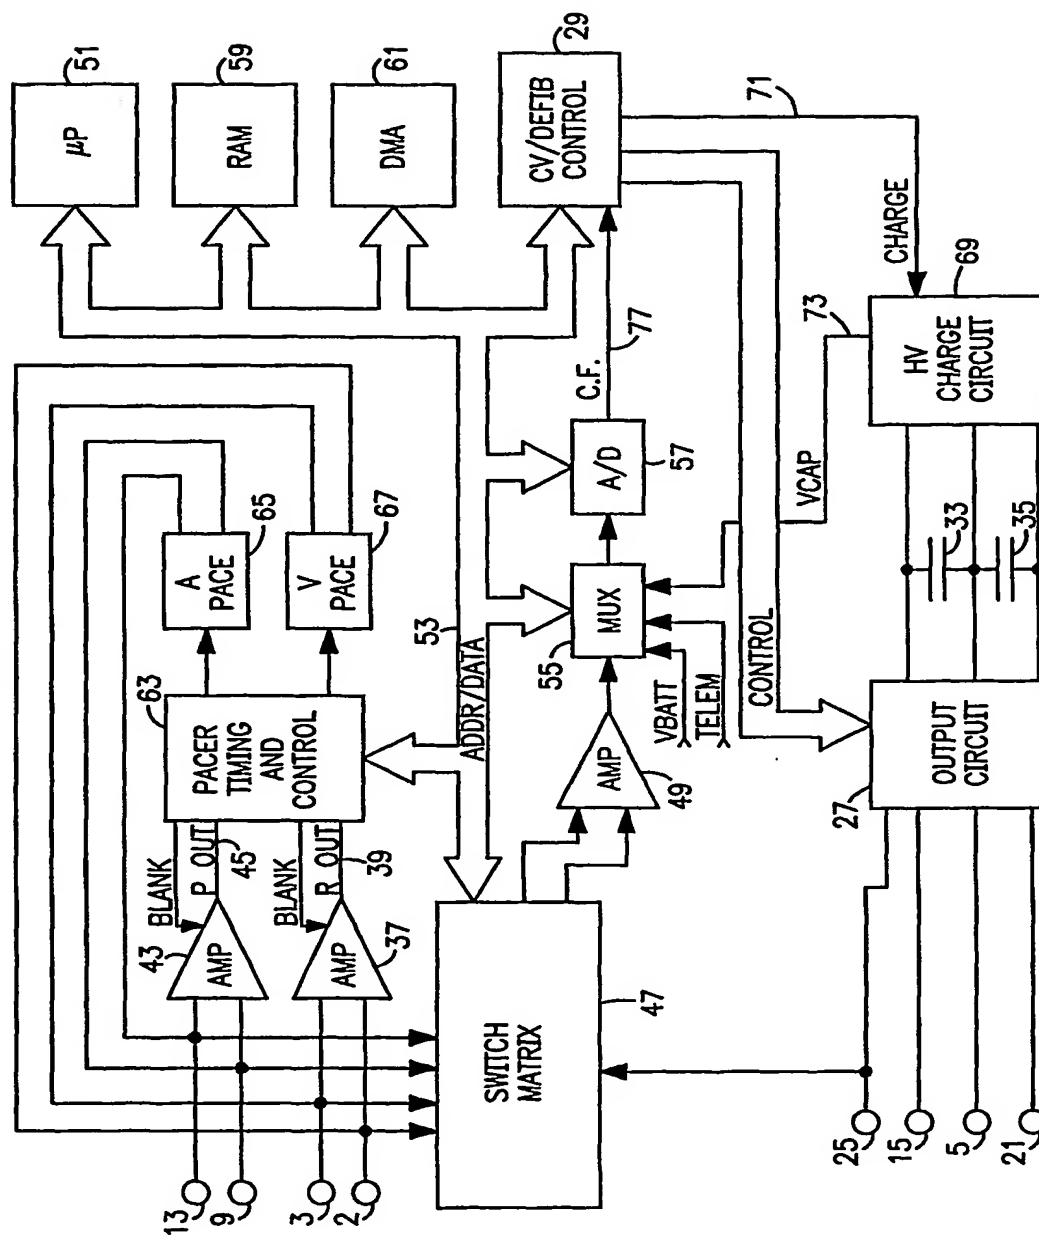 13
9
3
2
43
AMP
BLANK
P OUT
45
37
AMP
BLANK
R OUT
39
63
PACER
TIMING
AND
CONTROL
A
PACE
65
V
PACE
67
μP
51
RAM
59
DMA
61
CV/DEFIB
CONTROL
29
53
ADDR/DATA
SWITCH
MATRIX
47
AMP
49
55
MUX
A/D
57
C.F.
77
VBATT
TELEM
CONTROL
VCAP
73
CHARGE
71
HV
CHARGE
CIRCUIT
69
33
35
OUTPUT
CIRCUIT
27
25
15
5
21